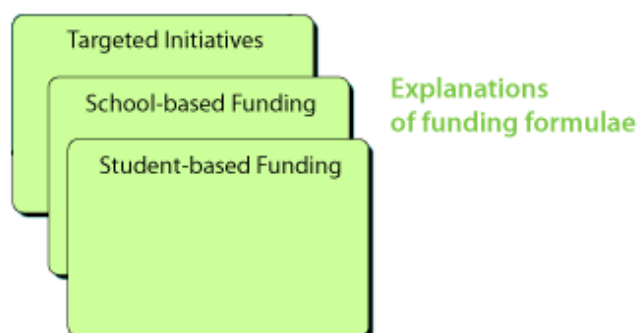 Targeted Initiatives
School-based Funding
Student-based Funding
Explanations
of funding formulae